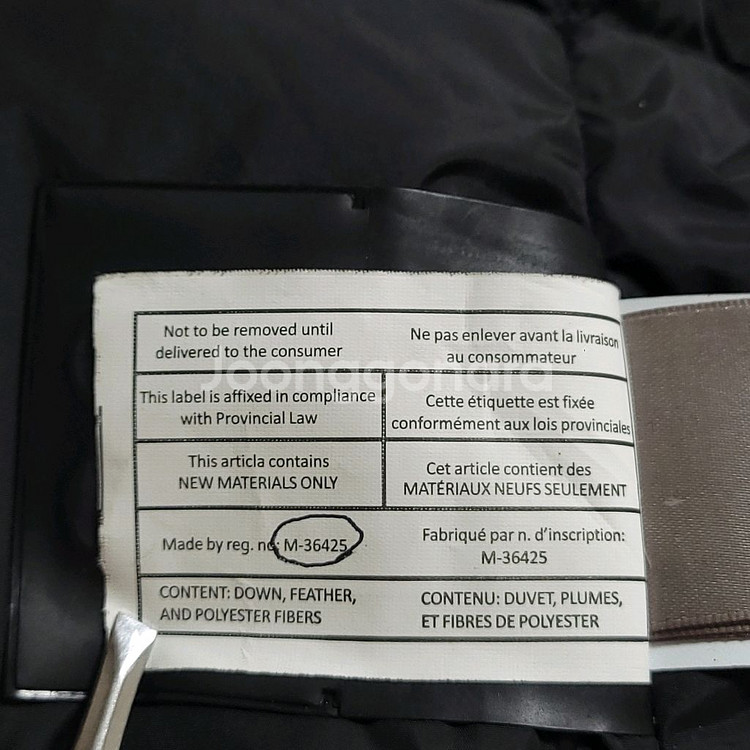 Not to be removed until
delivered to the consumer
Ne pas enlever avant la livraison
au consommateur
Joonggonara
This label is affixed in compliance
with Provincial Law
Cette étiquette est fixée
conformément aux lois provinciales
This articla contains
NEW MATERIALS ONLY
Cet article contient des
MATÉRIAUX NEUFS SEULEMENT
Made by reg. no: M-36425
Fabriqué par n. d'inscription:
M-36425
CONTENT: DOWN, FEATHER,
AND POLYESTER FIBERS
CONTENU: DUVET, PLUMES,
ET FIBRES DE POLYESTER